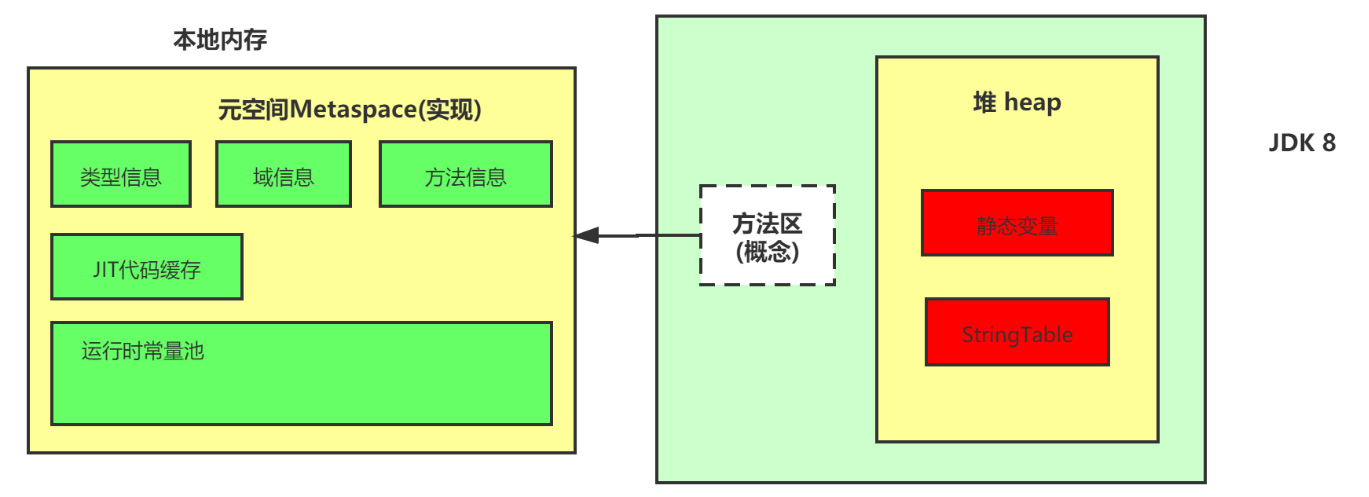 本地内存
元空间Metaspace(实现)
类型信息
域信息
方法信息
JIT代码缓存
运行时常量池
方法区
(概念)
堆 heap
静态变量
StringTable
JDK 8